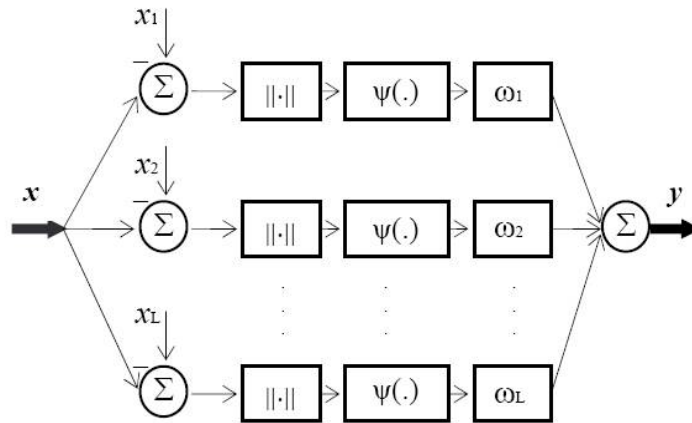 x1
−
Σ ||·|| ψ(.) ω1
x2
x − Σ ||·|| ψ(.) ω2 Σ y
xL
−
Σ ||·|| ψ(.) ωL